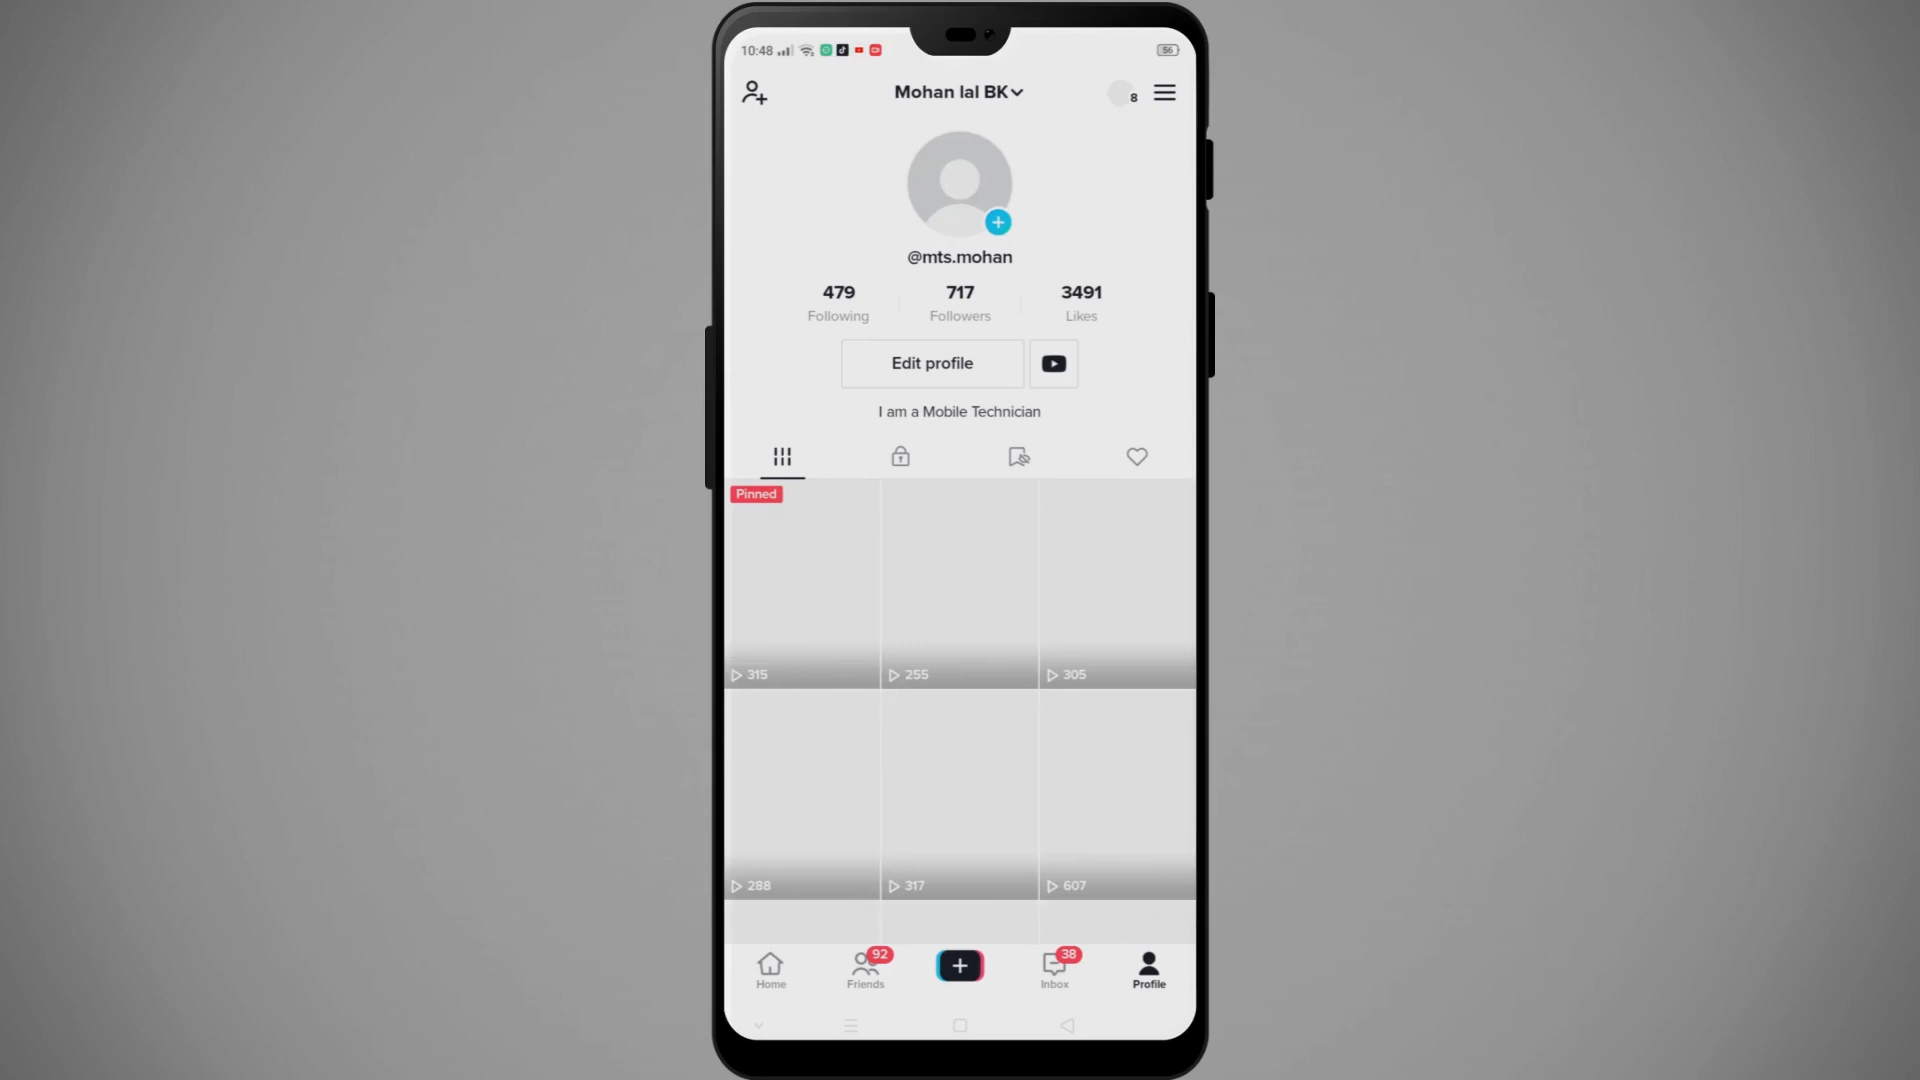 10:48
56
Mohan lal BK
8
@mts.mohan
479 717 3491
Following Followers Likes
Edit profile
I am a Mobile Technician
Pinned
315 255 305
288 317 607
92 38
Home Friends Inbox Profile